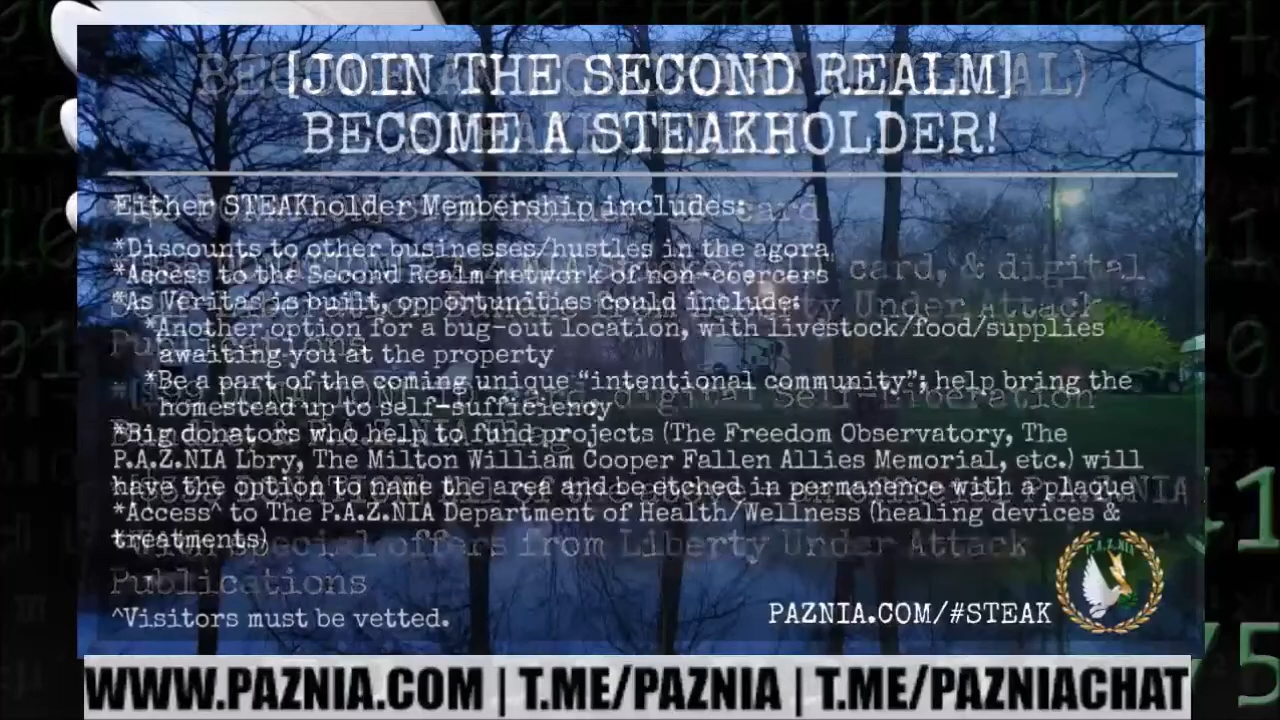 [JOIN THE SECOND REALM]
BECOME A STEAKHOLDER!
Either STEAKholder Membership includes:
*Discounts to other businesses/hustles in the agora
*Access to the Second Realm network of non-coercers
*As Veritas is built, opportunities could include:
*Another option for a bug-out location, with livestock/food/supplies
awaiting you at the property
*Be a part of the coming unique “intentional community”; help bring the
homestead up to self-sufficiency
*Big donators who help to fund projects (The Freedom Observatory, The
P.A.Z.NIA Lbry, The Milton William Cooper Fallen Allies Memorial, etc.) will
have the option to name the area and be etched in permanence with a plaque
*Access^ to The P.A.Z.NIA Department of Health/Wellness (healing devices &
treatments)
special offers from Liberty Under Attack
Publications
^Visitors must be vetted.
PAZNIA.COM/#STEAK
P.A.Z.NIA
WWW.PAZNIA.COM | T.ME/PAZNIA | T.ME/PAZNIACHAT